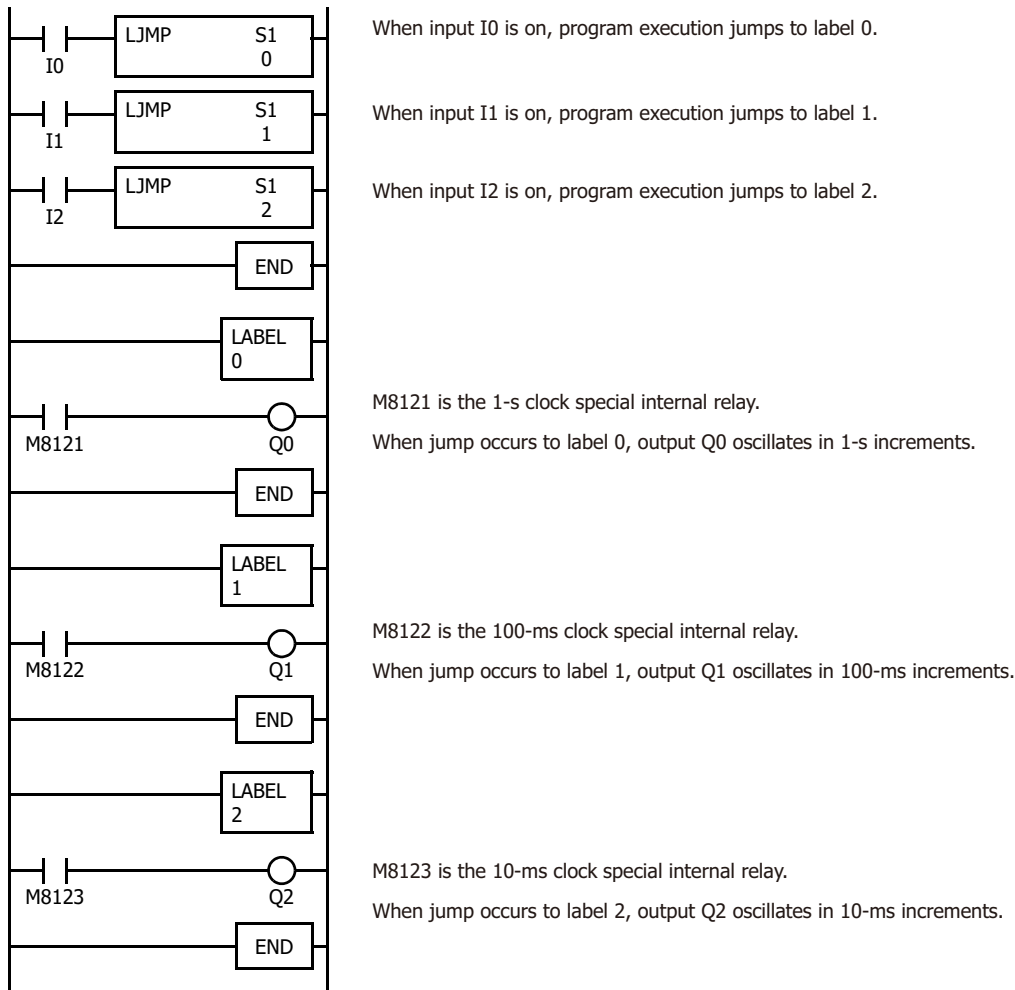 LJMP S1
0
I0
When input I0 is on, program execution jumps to label 0.
LJMP S1
1
I1
When input I1 is on, program execution jumps to label 1.
LJMP S1
2
I2
When input I2 is on, program execution jumps to label 2.
END
LABEL
0
M8121 Q0
M8121 is the 1-s clock special internal relay.
When jump occurs to label 0, output Q0 oscillates in 1-s increments.
END
LABEL
1
M8122 Q1
M8122 is the 100-ms clock special internal relay.
When jump occurs to label 1, output Q1 oscillates in 100-ms increments.
END
LABEL
2
M8123 Q2
M8123 is the 10-ms clock special internal relay.
When jump occurs to label 2, output Q2 oscillates in 10-ms increments.
END